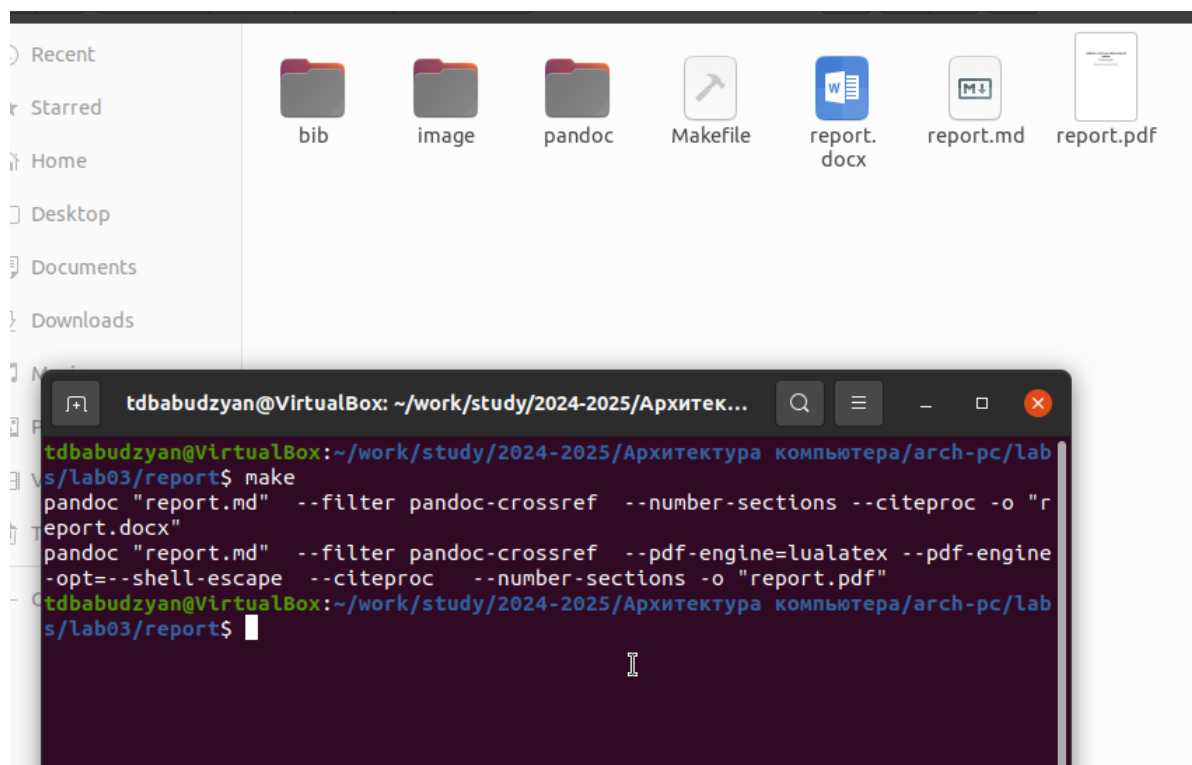 Recent
Starred
Home
Desktop
Documents
Downloads
bib
image
pandoc
Makefile
report.
docx
report.md
report.pdf
tdbabudzyan@VirtualBox: ~/work/study/2024-2025/Архитек...
tdbabudzyan@VirtualBox:~/work/study/2024-2025/Архитектура компьютера/arch-pc/lab
s/lab03/report$ make
pandoc "report.md"  --filter pandoc-crossref  --number-sections --citeproc -o "r
eport.docx"
pandoc "report.md"  --filter pandoc-crossref  --pdf-engine=lualatex --pdf-engine
-opt=--shell-escape  --citeproc   --number-sections -o "report.pdf"
tdbabudzyan@VirtualBox:~/work/study/2024-2025/Архитектура компьютера/arch-pc/lab
s/lab03/report$